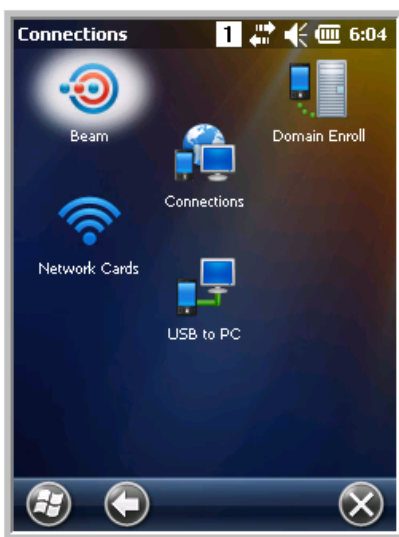 Connections 1 6:04
Beam
Domain Enroll
Connections
Network Cards
USB to PC